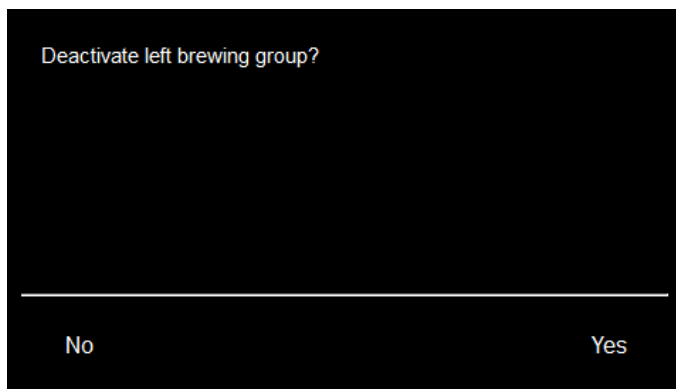 Deactivate left brewing group?
No
Yes